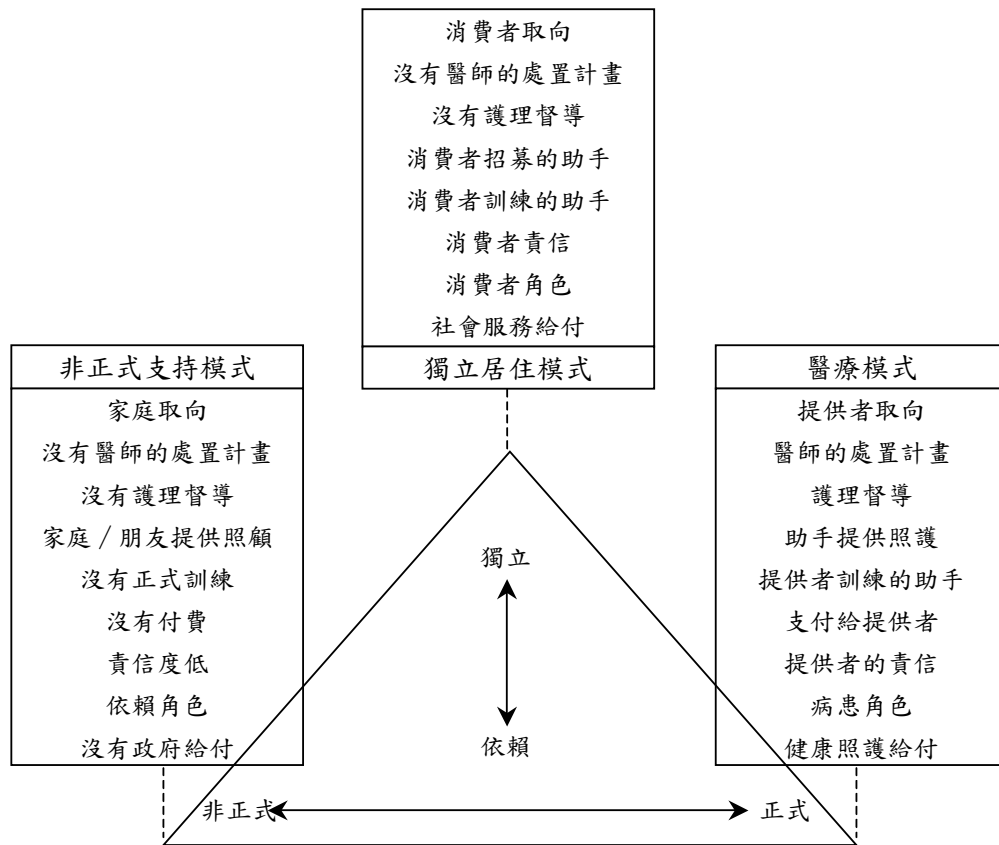 消費者取向
沒有醫師的處置計畫
沒有護理督導
消費者招募的助手
消費者訓練的助手
消費者責信
消費者角色
社會服務給付
獨立居住模式
非正式支持模式
家庭取向
沒有醫師的處置計畫
沒有護理督導
家庭／朋友提供照顧
沒有正式訓練
沒有付費
責信度低
依賴角色
沒有政府給付
醫療模式
提供者取向
醫師的處置計畫
護理督導
助手提供照護
提供者訓練的助手
支付給提供者
提供者的責信
病患角色
健康照護給付
獨立
依賴
非正式
正式